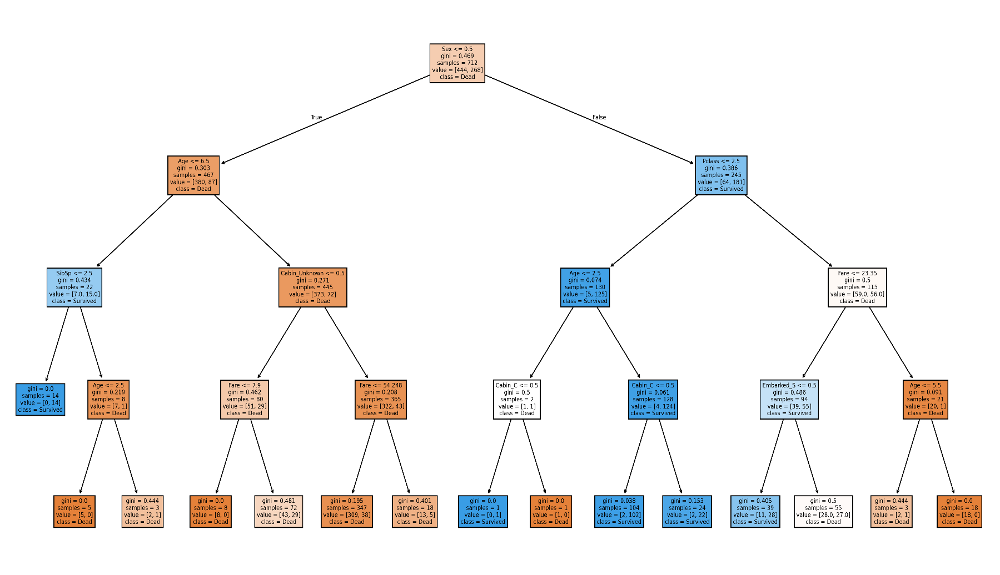 Sex <= 0.5
gini = 0.469
samples = 712
value = [444, 268]
class = Dead
True
False
Age <= 6.5
gini = 0.303
samples = 467
value = [380, 87]
class = Dead
Pclass <= 2.5
gini = 0.386
samples = 245
value = [64, 181]
class = Survived
SibSp <= 2.5
gini = 0.434
samples = 22
value = [7.0, 15.0]
class = Survived
Cabin_Unknown <= 0.5
gini = 0.271
samples = 445
value = [373, 72]
class = Dead
Age <= 2.5
gini = 0.074
samples = 130
value = [5, 125]
class = Survived
Fare <= 23.35
gini = 0.5
samples = 115
value = [59.0, 56.0]
class = Dead
gini = 0.0
samples = 14
value = [0, 14]
class = Survived
Age <= 2.5
gini = 0.219
samples = 8
value = [7, 1]
class = Dead
Fare <= 7.9
gini = 0.462
samples = 80
value = [51, 29]
class = Dead
Fare <= 54.248
gini = 0.208
samples = 365
value = [322, 43]
class = Dead
Cabin_C <= 0.5
gini = 0.5
samples = 2
value = [1, 1]
class = Dead
Cabin_C <= 0.5
gini = 0.061
samples = 128
value = [4, 124]
class = Survived
Embarked_S <= 0.5
gini = 0.486
samples = 94
value = [39, 55]
class = Survived
Age <= 5.5
gini = 0.091
samples = 21
value = [20, 1]
class = Dead
gini = 0.0
samples = 5
value = [5, 0]
class = Dead
gini = 0.444
samples = 3
value = [2, 1]
class = Dead
gini = 0.0
samples = 8
value = [8, 0]
class = Dead
gini = 0.481
samples = 72
value = [43, 29]
class = Dead
gini = 0.195
samples = 347
value = [309, 38]
class = Dead
gini = 0.401
samples = 18
value = [13, 5]
class = Dead
gini = 0.0
samples = 1
value = [0, 1]
class = Survived
gini = 0.0
samples = 1
value = [1, 0]
class = Dead
gini = 0.038
samples = 104
value = [2, 102]
class = Survived
gini = 0.153
samples = 24
value = [2, 22]
class = Survived
gini = 0.405
samples = 39
value = [11, 28]
class = Survived
gini = 0.5
samples = 55
value = [28.0, 27.0]
class = Dead
gini = 0.444
samples = 3
value = [2, 1]
class = Dead
gini = 0.0
samples = 18
value = [18, 0]
class = Dead